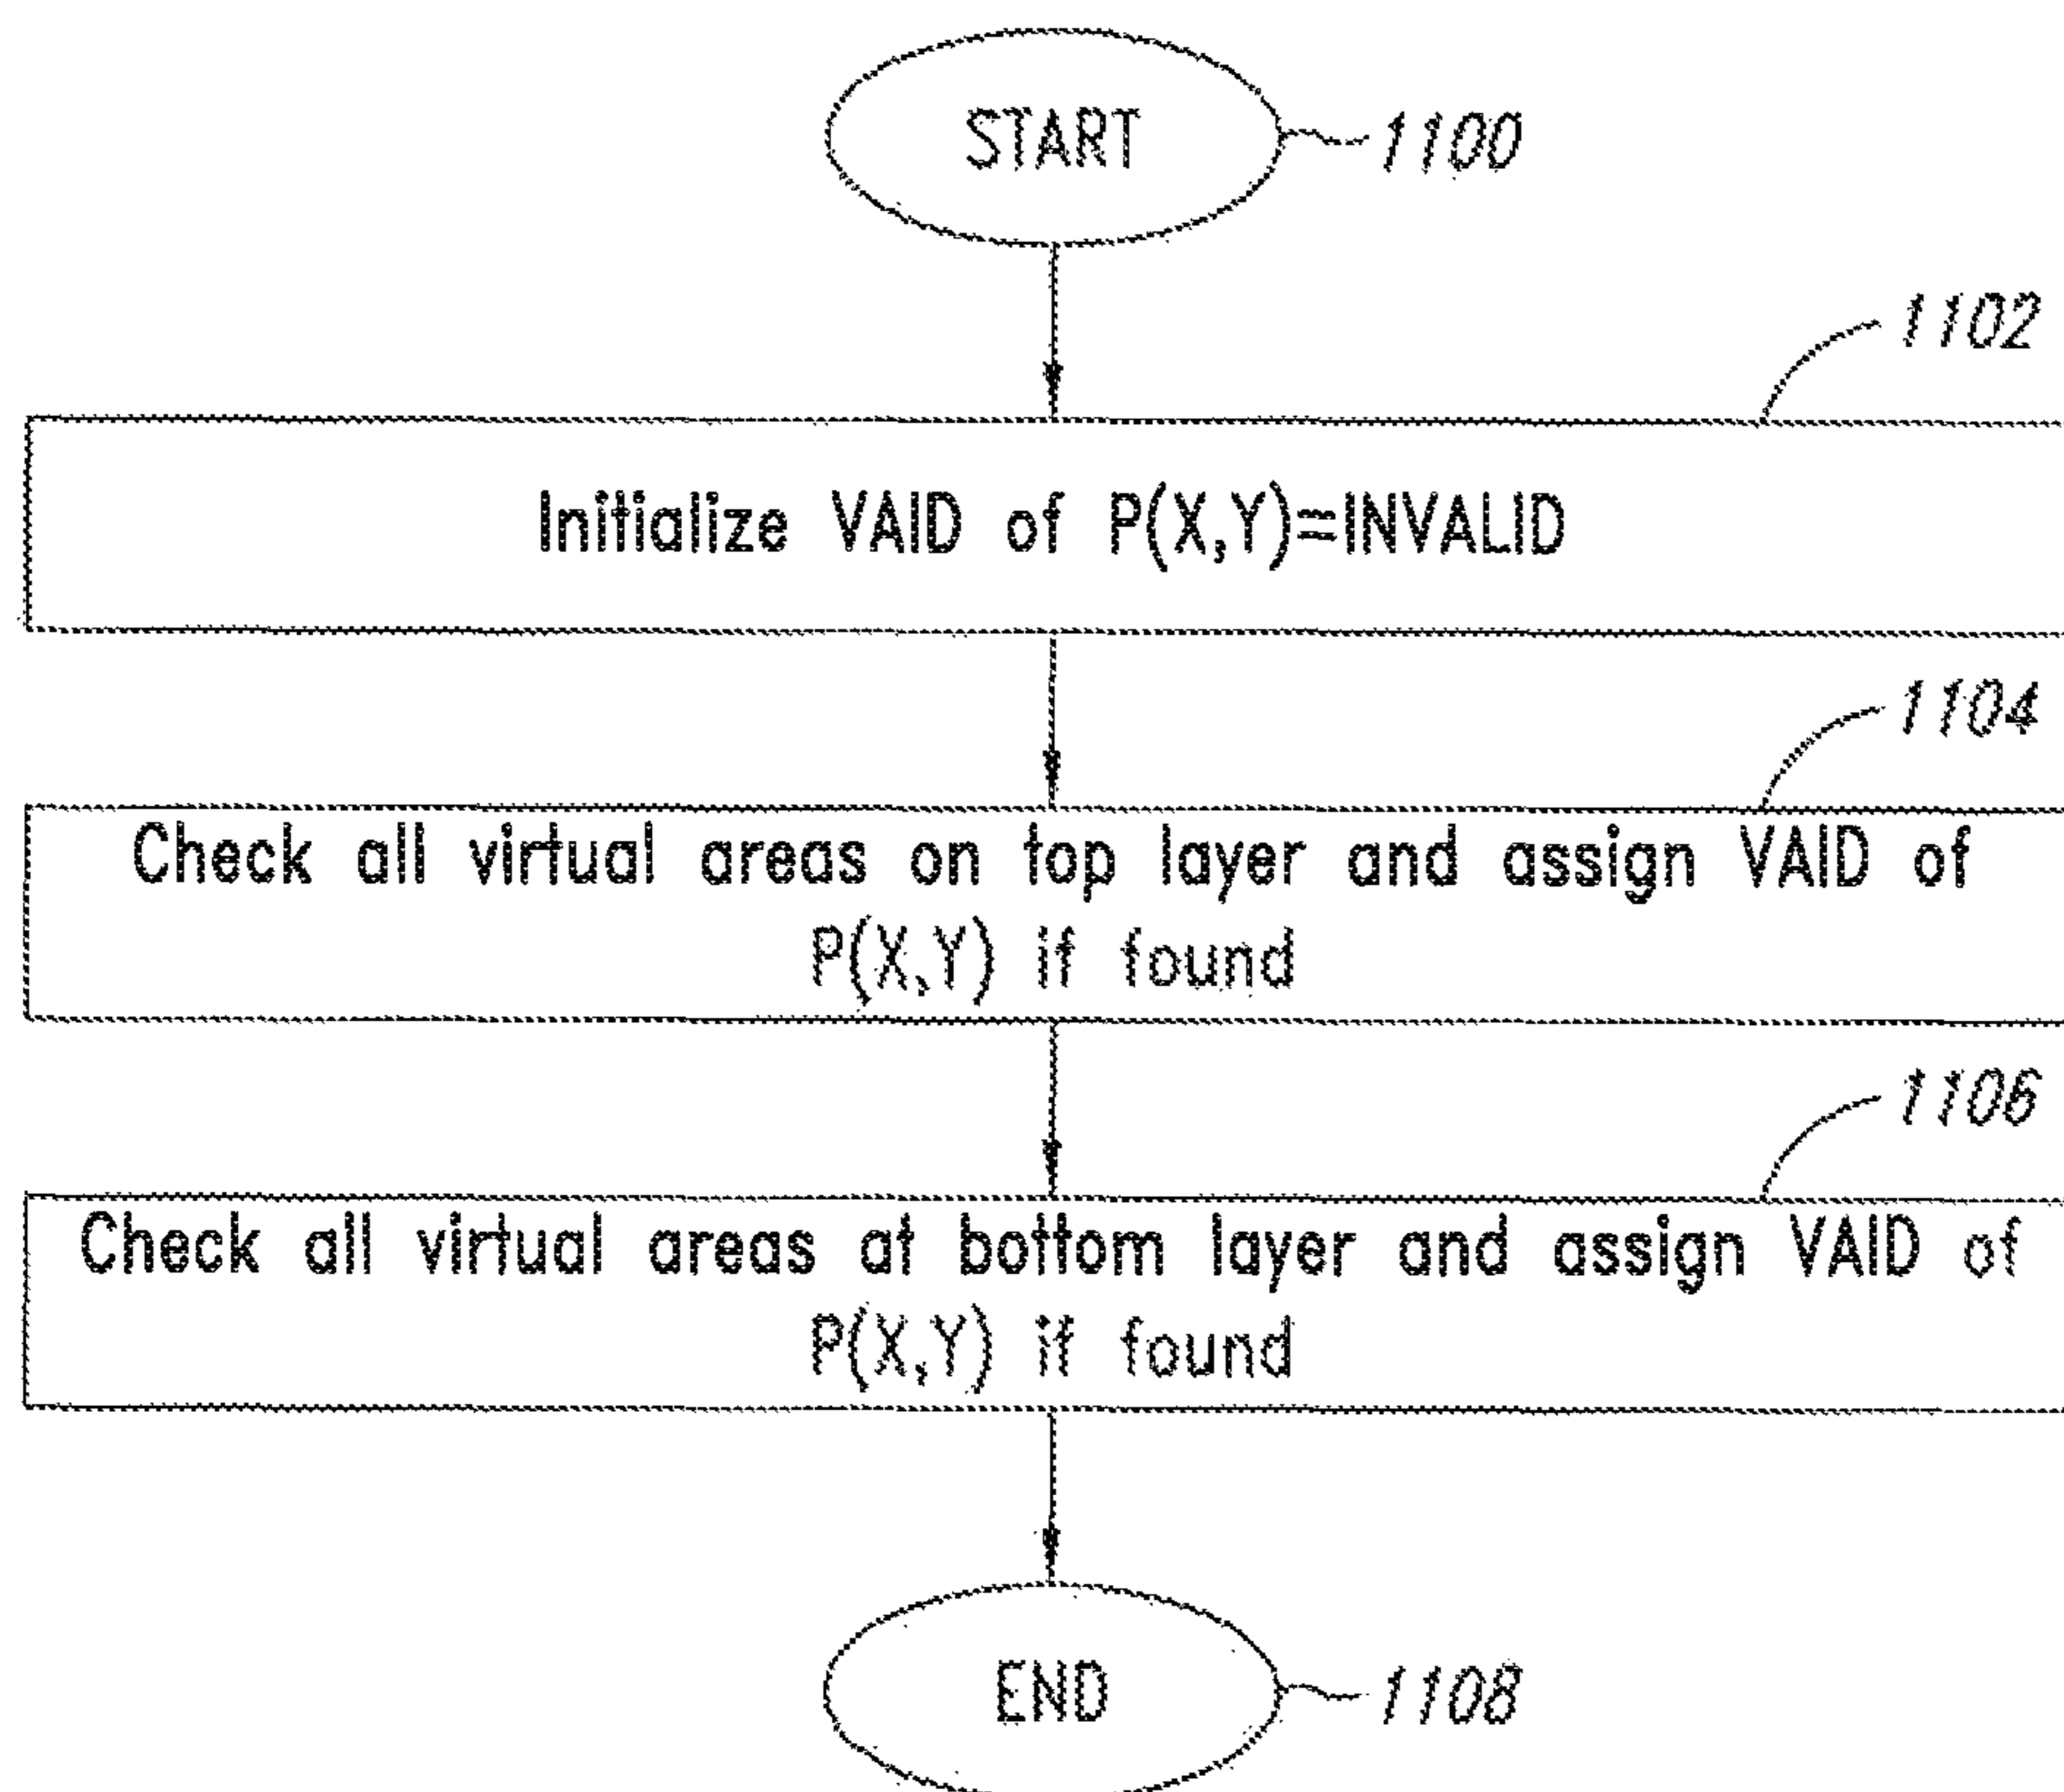 START
1100
1102
Initialize VAID of P(X,Y)=INVALID
1104
Check all virtual areas on top layer and assign VAID of
P(X,Y) if found
1106
Check all virtual areas at bottom layer and assign VAID of
P(X,Y) if found
END
1108